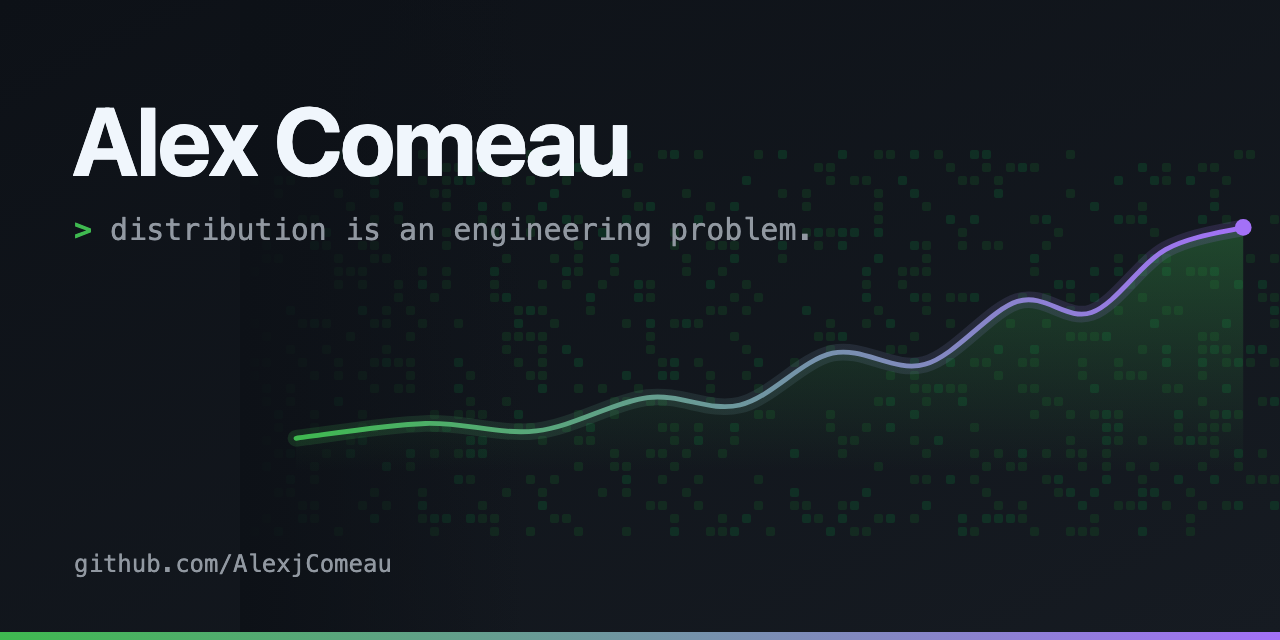 Alex Comeau
> distribution is an engineering problem.
github.com/AlexjComeau